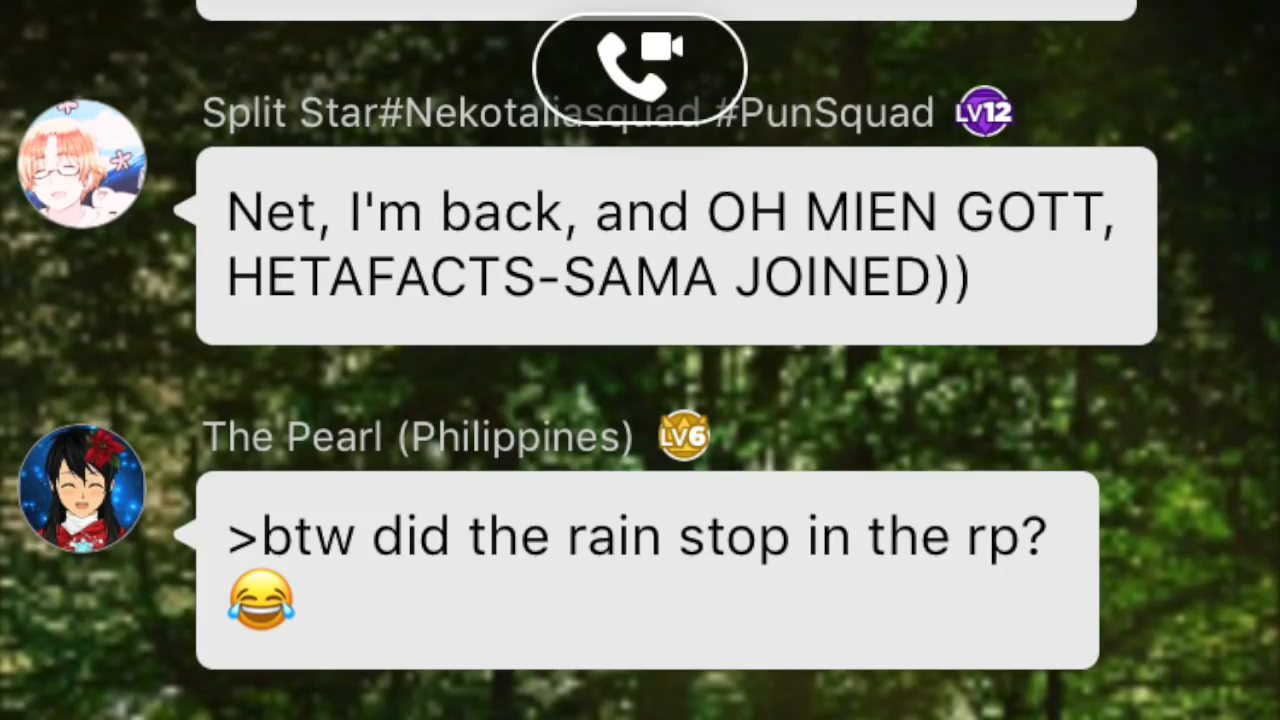 Split Star#Nekotaliasquad #PunSquad LV12
Net, I'm back, and OH MIEN GOTT,
HETAFACTS-SAMA JOINED))
The Pearl (Philippines) LV6
>btw did the rain stop in the rp?
😂